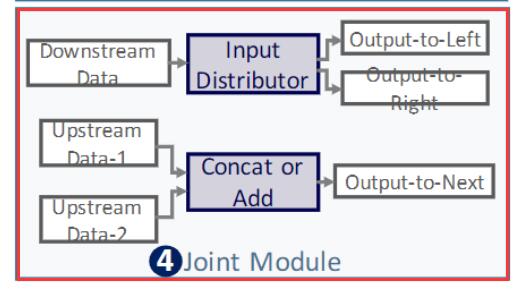 Downstream
Data
Input
Distributor
Output-to-Left
Output-to-
Right
Upstream
Data-1
Upstream
Data-2
Concat or
Add
Output-to-Next
4 Joint Module